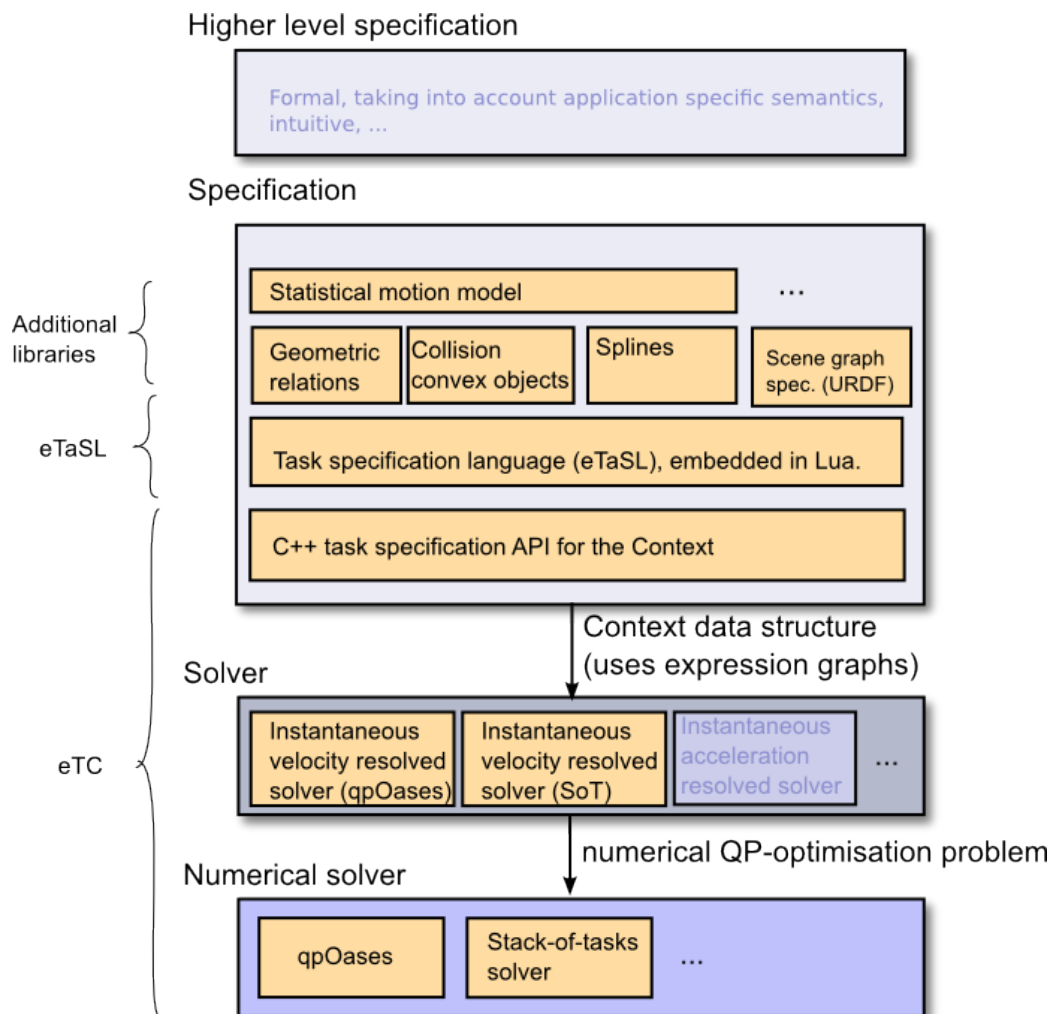 Higher level specification
Formal, taking into account application specific semantics,
intuitive, ...
Specification
Additional
libraries
Statistical motion model
...
Geometric
relations
Collision
convex objects
Splines
Scene graph
spec. (URDF)
eTaSL
Task specification language (eTaSL), embedded in Lua.
C++ task specification API for the Context
Context data structure
(uses expression graphs)
Solver
eTC
Instantaneous
velocity resolved
solver (qpOases)
Instantaneous
velocity resolved
solver (SoT)
Instantaneous
acceleration
resolved solver
...
numerical QP-optimisation problem
Numerical solver
qpOases
Stack-of-tasks
solver
...